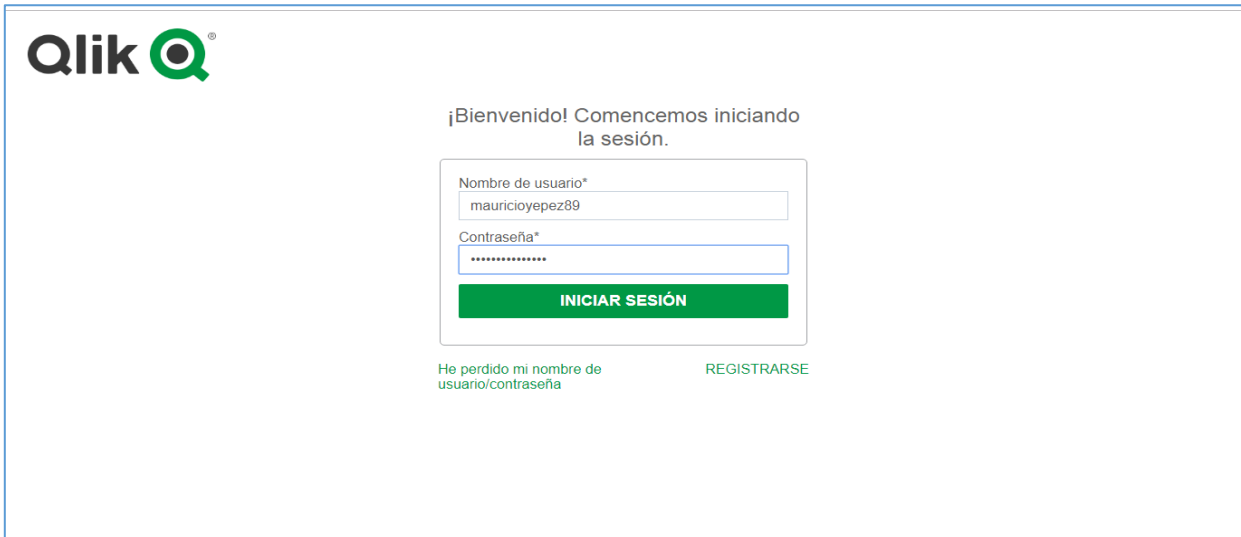 Qlik
¡Bienvenido! Comencemos iniciando
la sesión.
Nombre de usuario*
mauricioyepez89
Contraseña*
•••••••••••••••
INICIAR SESIÓN
He perdido mi nombre de
usuario/contraseña
REGISTRARSE